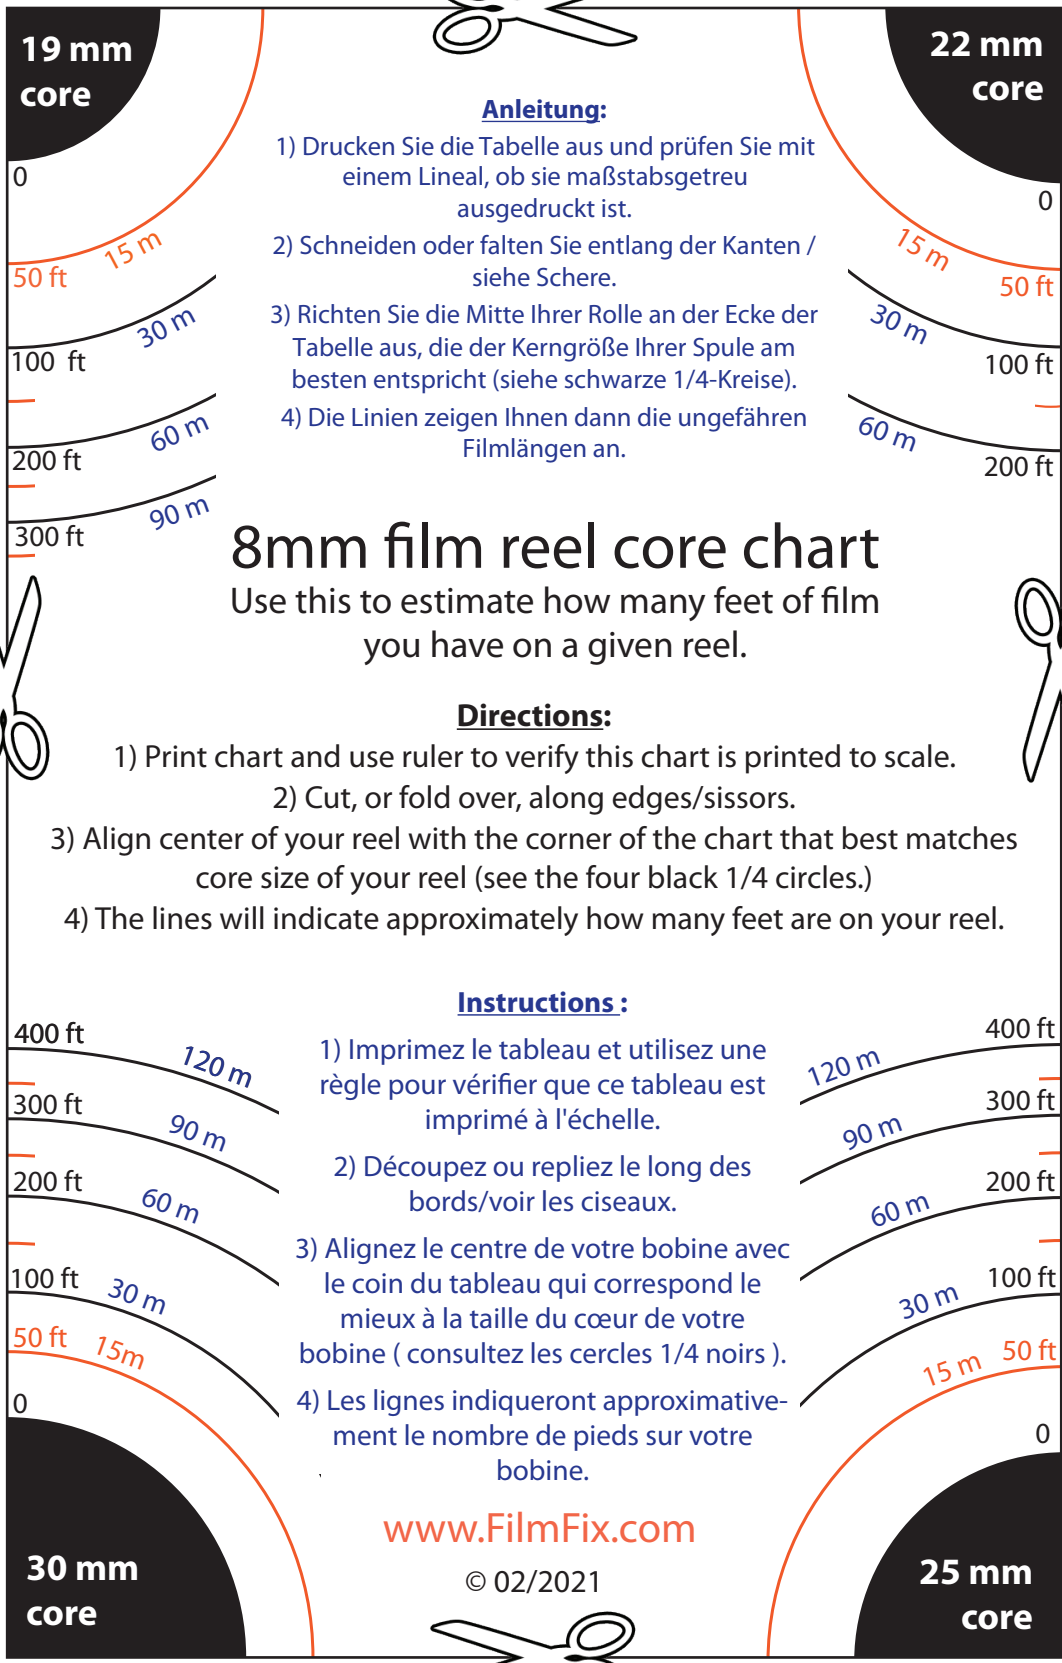 19 mm
core
22 mm
core
0
0
15 m
50 ft
15 m
50 ft
30 m
100 ft
30 m
100 ft
60 m
200 ft
60 m
200 ft
90 m
300 ft
Anleitung:
1) Drucken Sie die Tabelle aus und prüfen Sie mit
einem Lineal, ob sie maßstabsgetreu
ausgedruckt ist.
2) Schneiden oder falten Sie entlang der Kanten /
siehe Schere.
3) Richten Sie die Mitte Ihrer Rolle an der Ecke der
Tabelle aus, die der Kerngröße Ihrer Spule am
besten entspricht (siehe schwarze 1/4-Kreise).
4) Die Linien zeigen Ihnen dann die ungefähren
Filmlängen an.
8mm film reel core chart
Use this to estimate how many feet of film
you have on a given reel.
Directions:
1) Print chart and use ruler to verify this chart is printed to scale.
2) Cut, or fold over, along edges/sissors.
3) Align center of your reel with the corner of the chart that best matches
core size of your reel (see the four black 1/4 circles.)
4) The lines will indicate approximately how many feet are on your reel.
Instructions :
1) Imprimez le tableau et utilisez une
règle pour vérifier que ce tableau est
imprimé à l'échelle.
2) Découpez ou repliez le long des
bords/voir les ciseaux.
3) Alignez le centre de votre bobine avec
le coin du tableau qui correspond le
mieux à la taille du cœur de votre
bobine ( consultez les cercles 1/4 noirs ).
4) Les lignes indiqueront approximative-
ment le nombre de pieds sur votre
bobine.
400 ft
120 m
300 ft
90 m
200 ft
60 m
100 ft
30 m
50 ft
15m
0
30 mm
core
400 ft
120 m
300 ft
90 m
200 ft
60 m
100 ft
30 m
50 ft
15 m
0
25 mm
core
www.FilmFix.com
© 02/2021